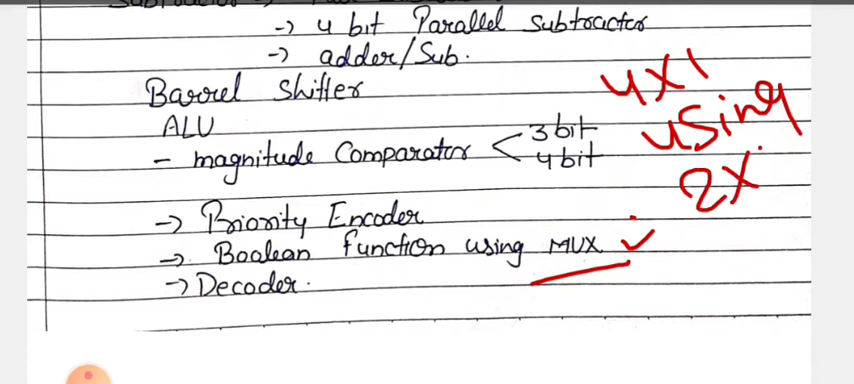 → 4 bit Parallel Subtractor
→ adder/Sub.
Barrel Shifter
ALU
- magnitude Comparator < 3 bit
4 bit
→ Priority Encoder
→ Boolean function using MUX
→ Decoder.
4X1
using
2X